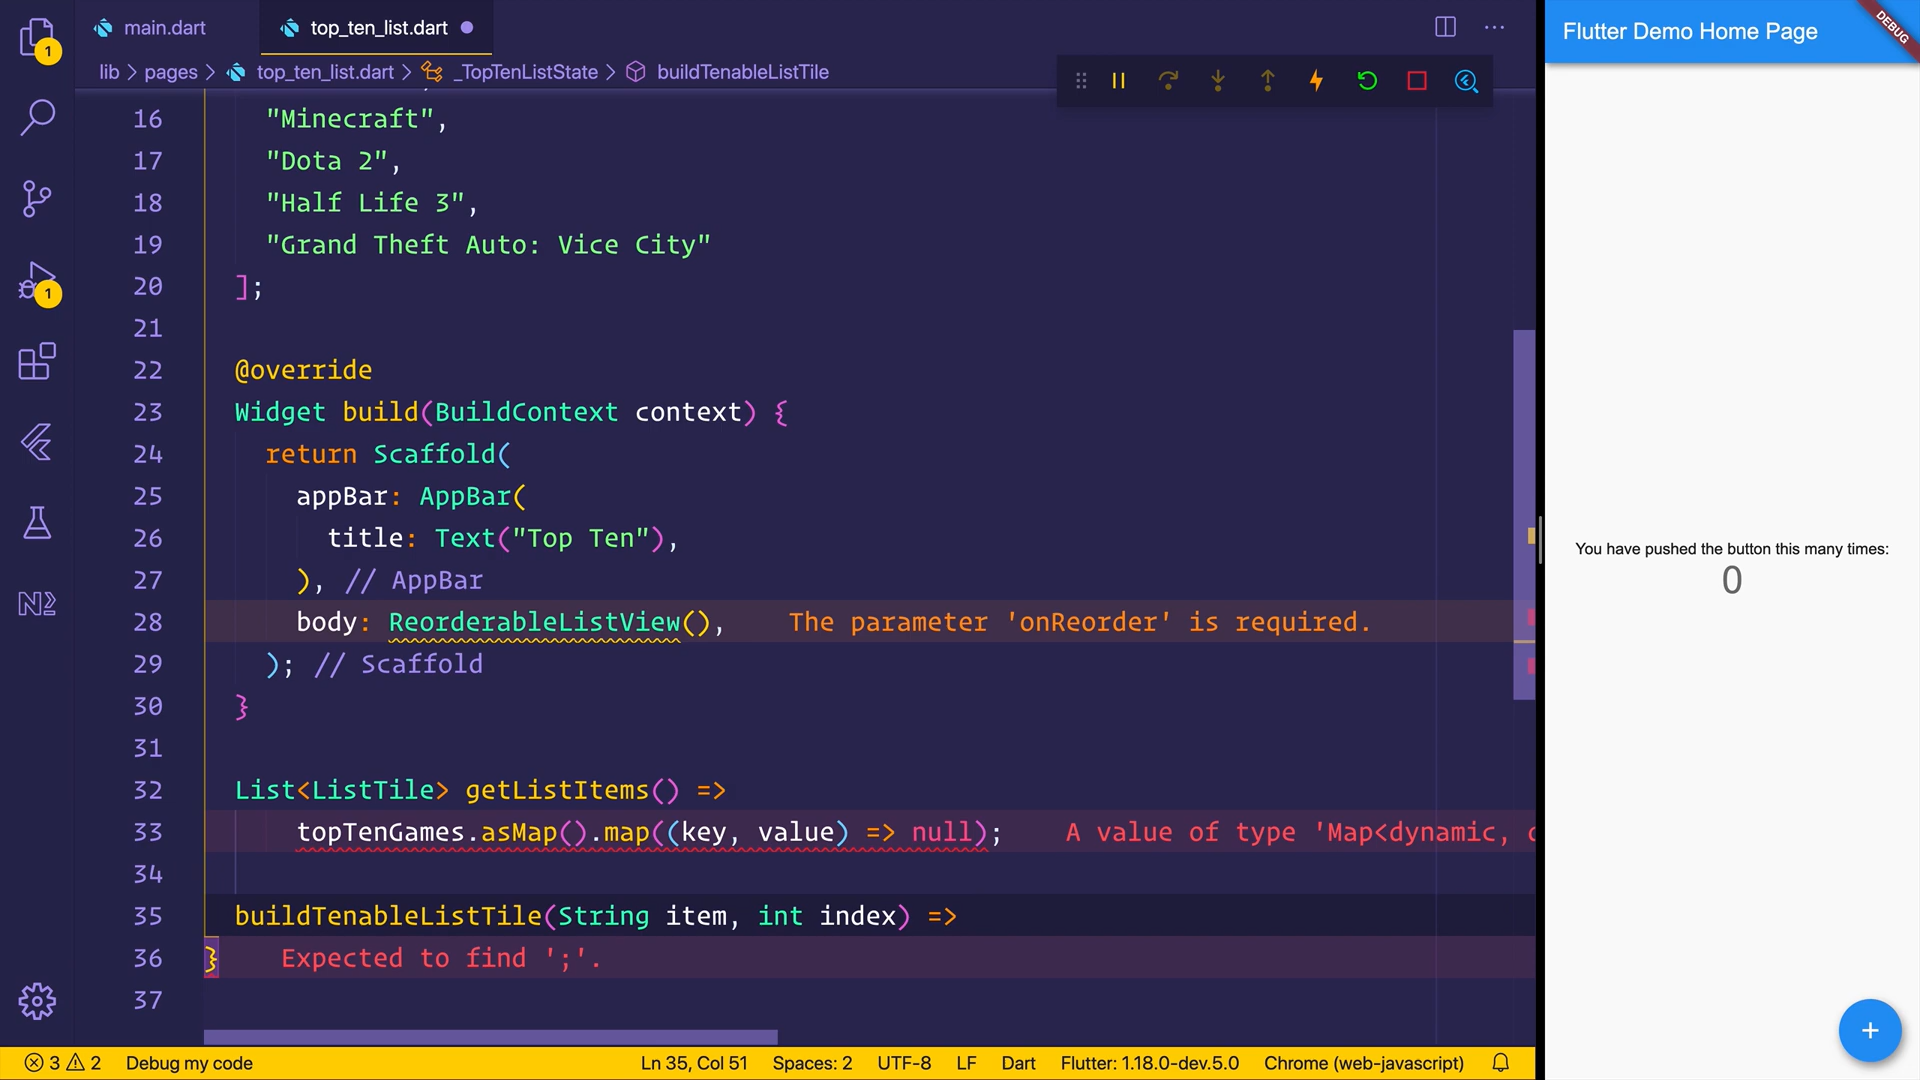 main.dart
top_ten_list.dart
lib > pages > top_ten_list.dart > _TopTenListState > buildTenableListTile
16 "Minecraft",
17 "Dota 2",
18 "Half Life 3",
19 "Grand Theft Auto: Vice City"
20 ];
21
22 @override
23 Widget build(BuildContext context) {
24 return Scaffold(
25 appBar: AppBar(
26 title: Text("Top Ten"),
27 ), // AppBar
28 body: ReorderableListView(), The parameter 'onReorder' is required.
29 ); // Scaffold
30 }
31
32 List<ListTile> getListItems() =>
33 topTenGames.asMap().map((key, value) => null); A value of type 'Map<dynamic,
34
35 buildTenableListTile(String item, int index) =>
36 } Expected to find ';'.
37
1
1
N2
3 2 Debug my code Ln 35, Col 51 Spaces: 2 UTF-8 LF Dart Flutter: 1.18.0-dev.5.0 Chrome (web-javascript)
Flutter Demo Home Page
DEBUG
You have pushed the button this many times:
0
+